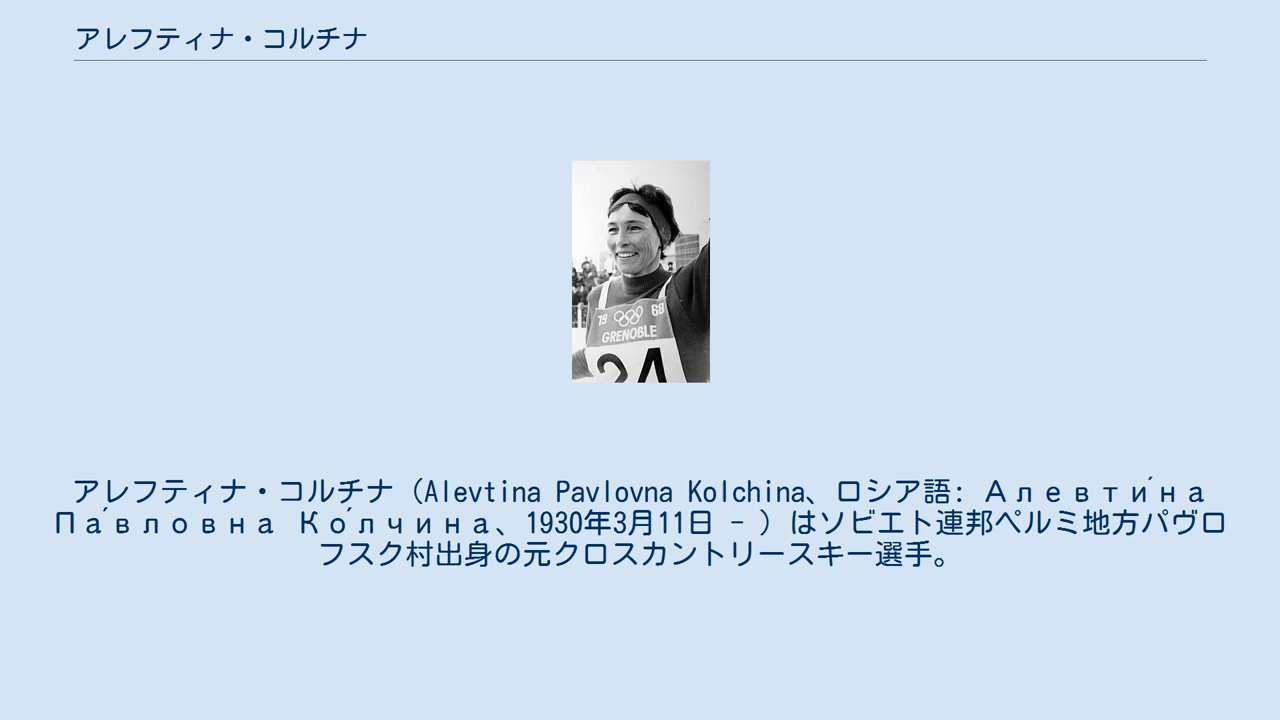 アレフティナ・コルチナ
19 68
GRENOBLE
24
アレフティナ・コルチナ（Alevtina Pavlovna Kolchina、ロシア語: Алевти́на
Па́вловна Ко́лчина、1930年3月11日 - ）はソビエト連邦ペルミ地方パヴロ
フスク村出身の元クロスカントリースキー選手。